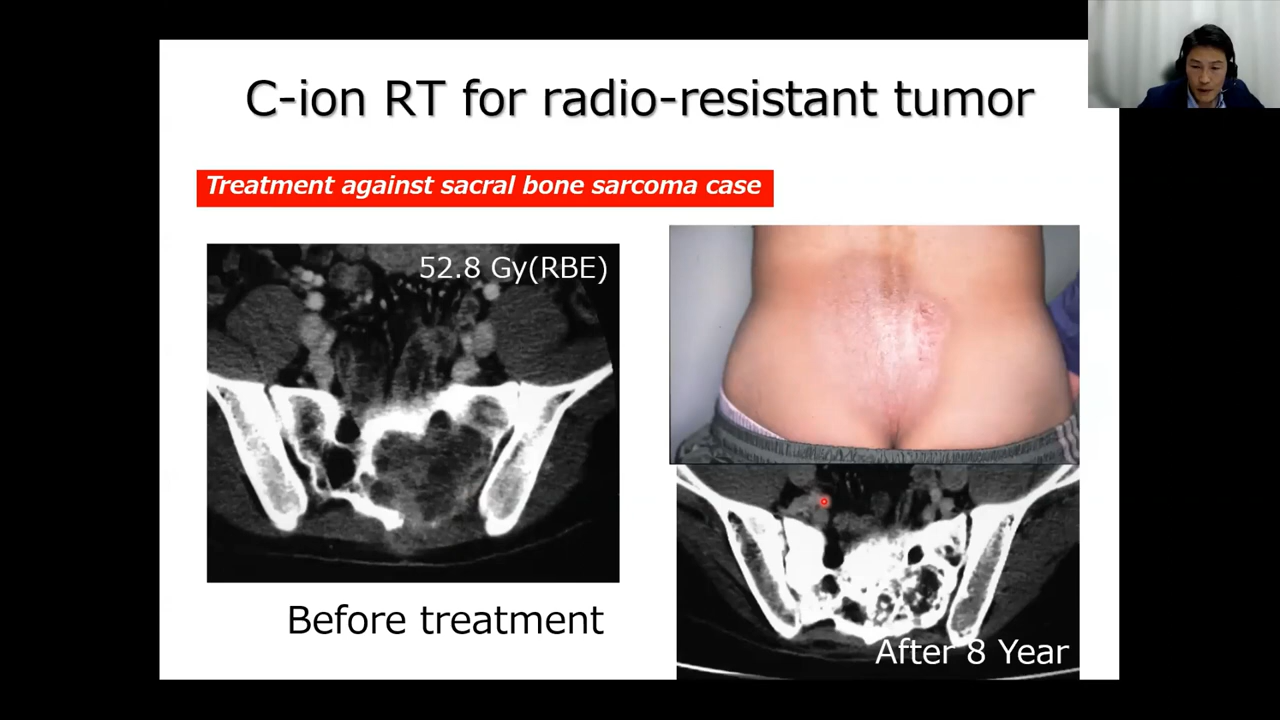 C-ion RT for radio-resistant tumor
Treatment against sacral bone sarcoma case
52.8 Gy(RBE)
Before treatment
After 8 Year